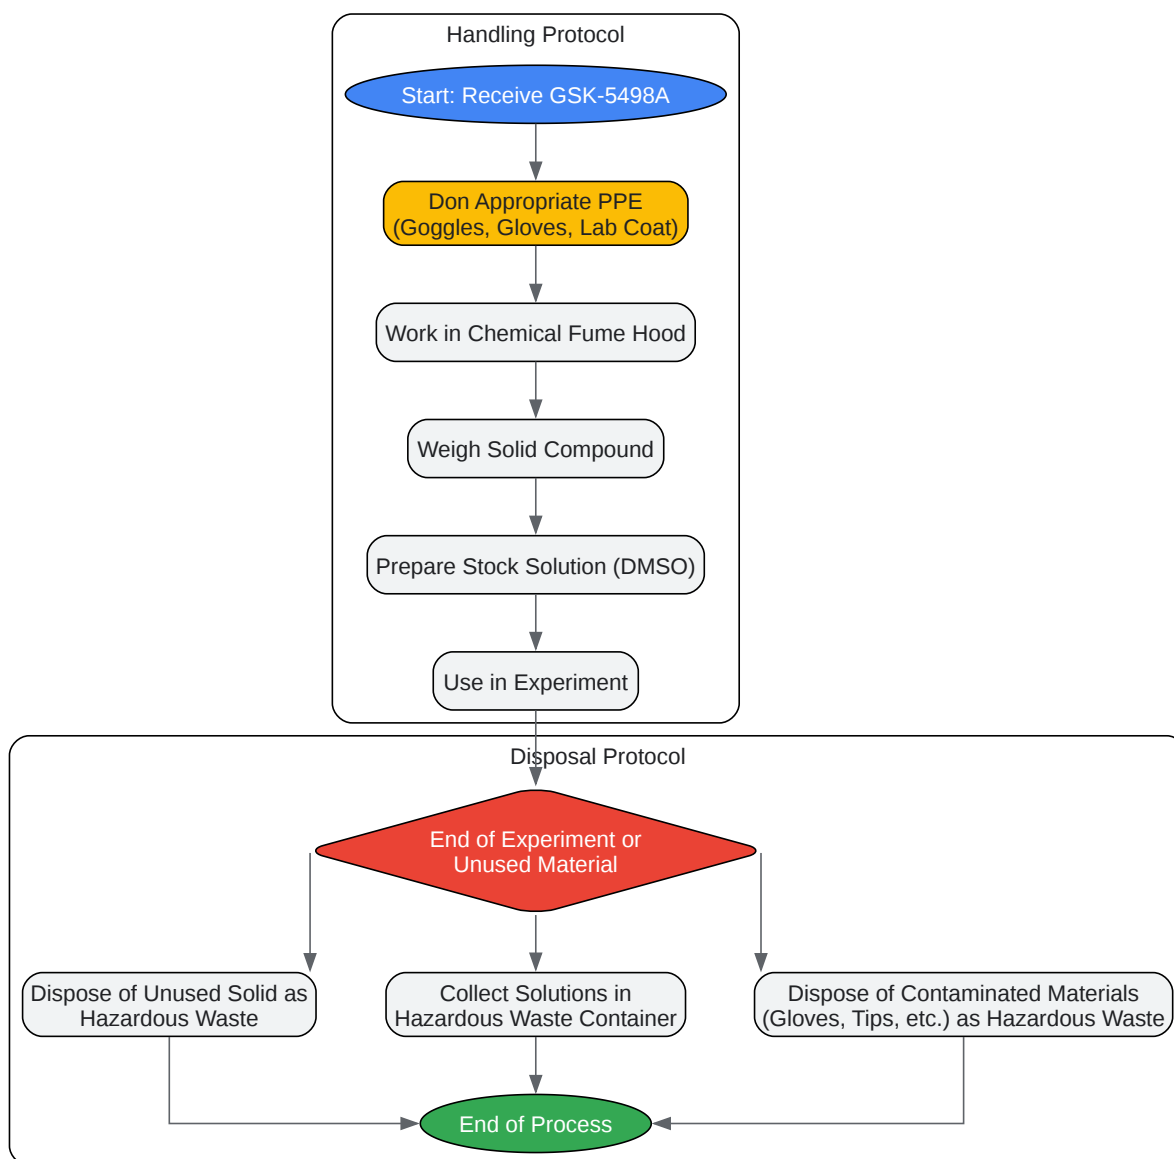 Handling Protocol
Start: Receive GSK-5498A
Don Appropriate PPE
(Goggles, Gloves, Lab Coat)
Work in Chemical Fume Hood
Weigh Solid Compound
Prepare Stock Solution (DMSO)
Use in Experiment
Disposal Protocol
End of Experiment or
Unused Material
Dispose of Unused Solid as
Hazardous Waste
Collect Solutions in
Hazardous Waste Container
Dispose of Contaminated Materials
(Gloves, Tips, etc.) as Hazardous Waste
End of Process